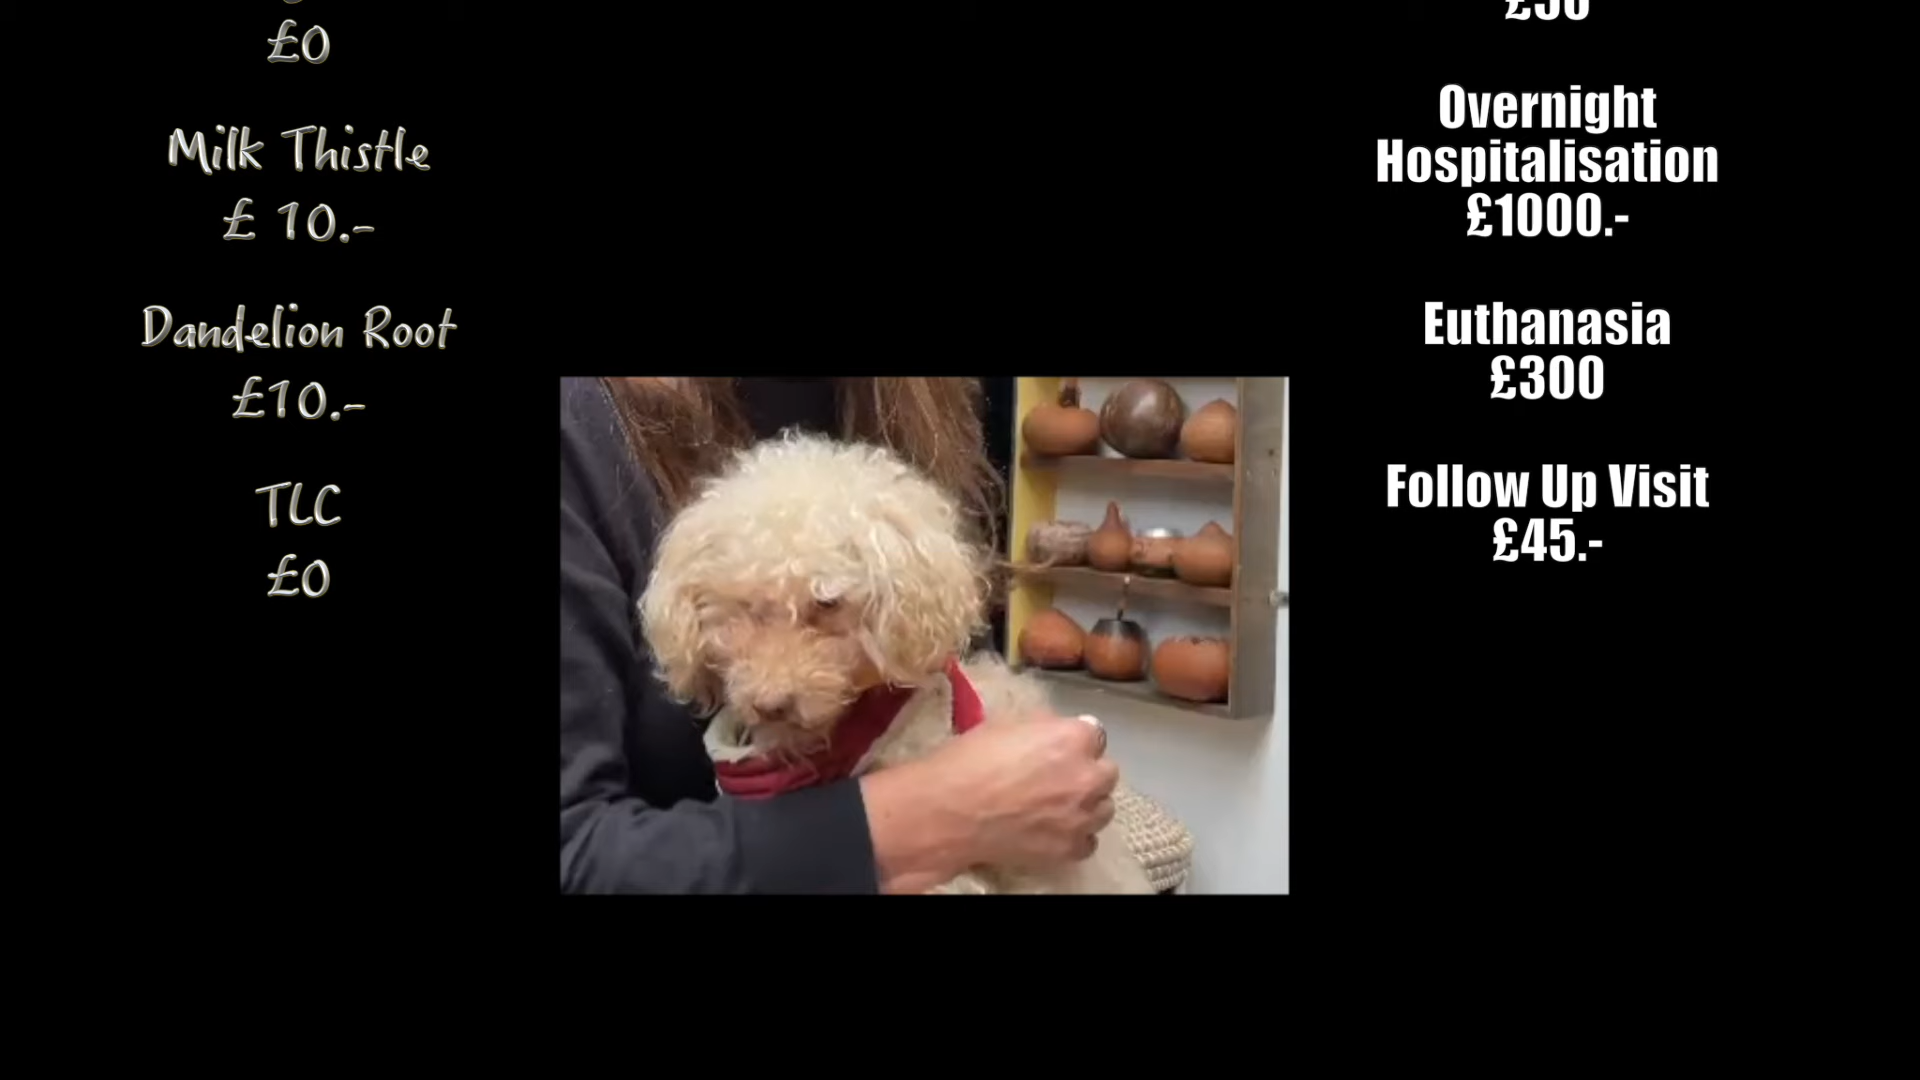 £0
Milk Thistle
£ 10.-
Dandelion Root
£10.-
TLC
£0
Overnight
Hospitalisation
£1000.-
Euthanasia
£300
Follow Up Visit
£45.-